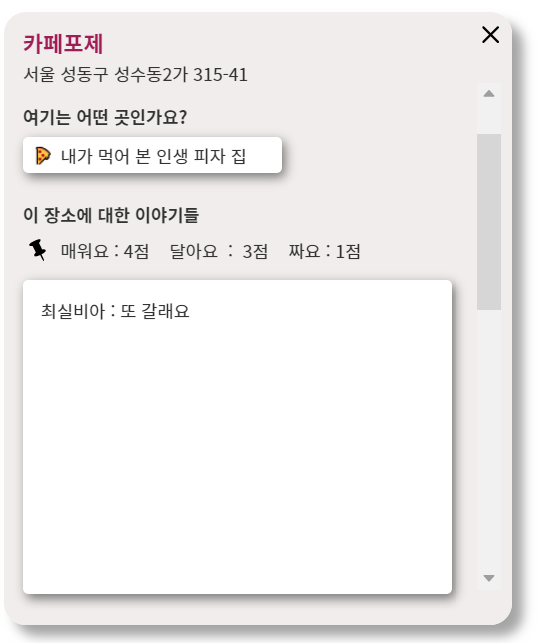 카페포제
서울 성동구 성수동2가 315-41
여기는 어떤 곳인가요?
내가 먹어 본 인생 피자 집
이 장소에 대한 이야기들
매워요 : 4점 달아요 : 3점 짜요 : 1점
최실비아 : 또 갈래요